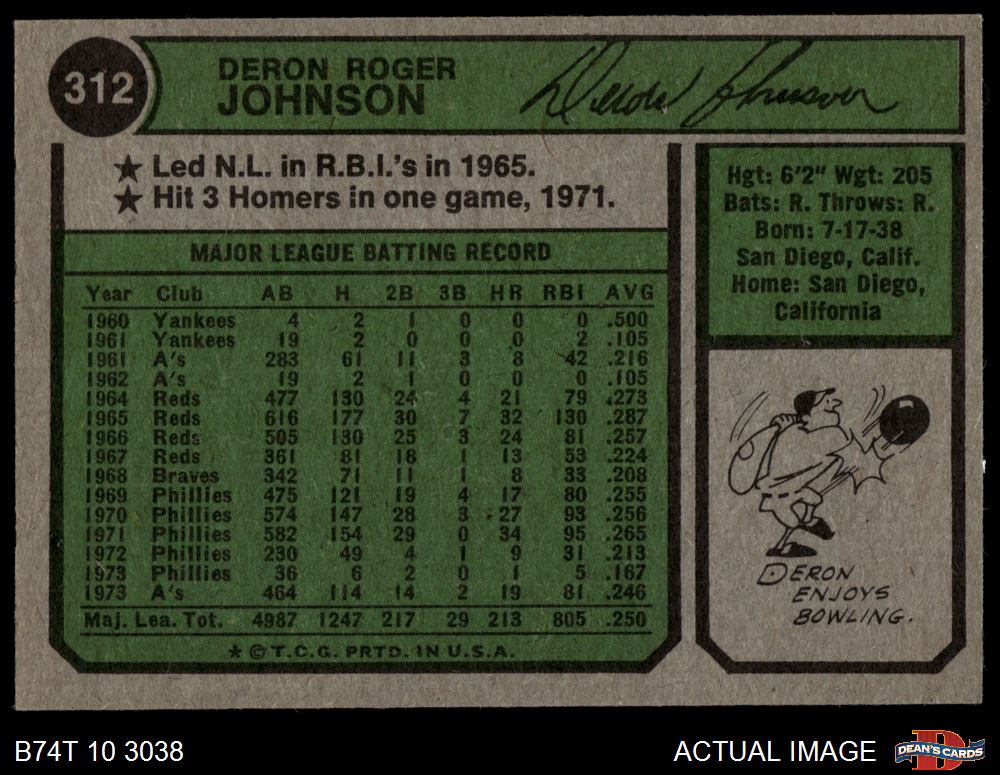 312
DERON ROGER
JOHNSON
Deron Johnson
★ Led N.L. in R.B.I.'s in 1965.
★ Hit 3 Homers in one game, 1971.
Hgt: 6'2" Wgt: 205
Bats: R. Throws: R.
Born: 7-17-38
San Diego, Calif.
Home: San Diego,
California
MAJOR LEAGUE BATTING RECORD
Year Club AB H 2B 3B HR RBI AVG
1960 Yankees 4 2 1 0 0 0 .500
1961 Yankees 19 2 0 0 0 2 .105
1961 A's 283 61 11 3 8 42 .216
1962 A's 19 2 1 0 0 0 .105
1964 Reds 477 130 24 4 21 79 .273
1965 Reds 616 177 30 7 32 130 .287
1966 Reds 505 130 25 3 24 81 .257
1967 Reds 361 81 18 1 13 53 .224
1968 Braves 342 71 11 1 8 33 .208
1969 Phillies 475 121 19 4 17 80 .255
1970 Phillies 574 147 28 3 27 93 .256
1971 Phillies 582 154 29 0 34 95 .265
1972 Phillies 230 49 4 1 9 31 .213
1973 Phillies 36 6 2 0 1 5 .167
1973 A's 464 114 14 2 19 81 .246
Maj. Lea. Tot. 4987 1247 217 29 213 805 .250
★ © T.C.G. PRTD. IN U.S.A.
DERON
ENJOYS
BOWLING.
B74T 10 3038
ACTUAL IMAGE
DEAN'S CARDS